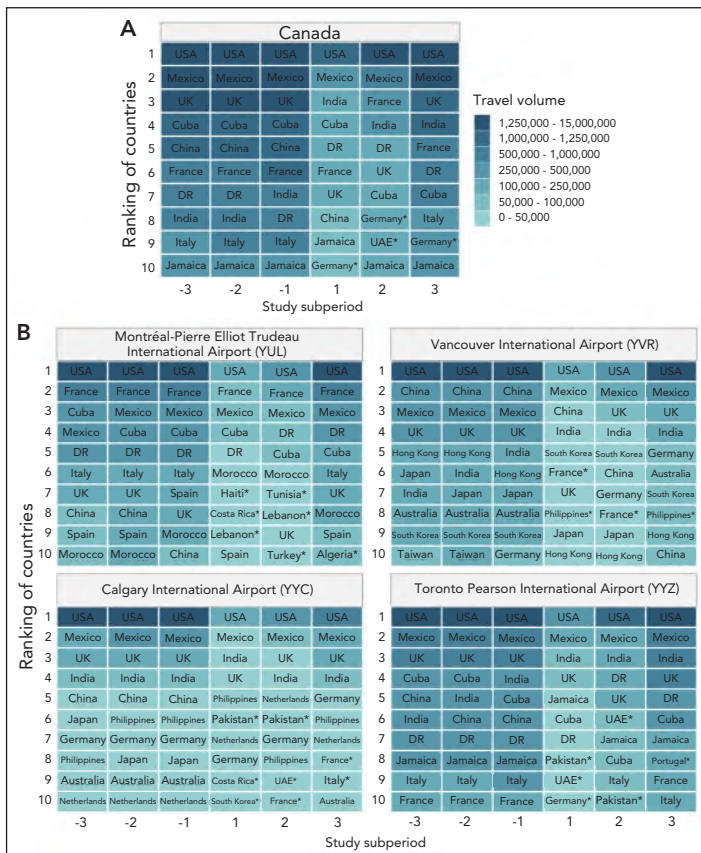 A
Canada
1 USA USA USA USA USA USA
2 Mexico Mexico Mexico Mexico Mexico Mexico
3 UK UK UK India France UK
4 Cuba Cuba Cuba Cuba India India
5 China China China DR DR France
6 France France France France UK DR
7 DR DR India UK Cuba Cuba
8 India India DR China Germany* Italy
9 Italy Italy Italy Jamaica UAE* Germany*
10 Jamaica Jamaica Jamaica Germany* Jamaica Jamaica
-3 -2 -1 1 2 3
Study subperiod
Ranking of countries
Travel volume
1,250,000 - 15,000,000
1,000,000 - 1,250,000
500,000 - 1,000,000
250,000 - 500,000
100,000 - 250,000
50,000 - 100,000
0 - 50,000
B
Montréal-Pierre Elliot Trudeau
International Airport (YUL)
1 USA USA USA USA USA USA
2 France France France France France France
3 Cuba Mexico Mexico Mexico Mexico Mexico
4 Mexico Cuba Cuba Cuba DR DR
5 DR DR DR DR Cuba Cuba
6 Italy Italy Italy Morocco Morocco Italy
7 UK UK Spain Haiti* Tunisia* UK
8 China China UK Costa Rica* Lebanon* Morocco
9 Spain Spain Morocco Lebanon* UK Spain
10 Morocco Morocco China Spain Turkey* Algeria*
Vancouver International Airport (YVR)
1 USA USA USA USA USA USA
2 China China China Mexico Mexico Mexico
3 Mexico Mexico Mexico China UK UK
4 UK UK UK India India India
5 Hong Kong Hong Kong India South Korea South Korea Germany
6 Japan India Hong Kong France* China Australia
7 India Japan Japan UK Germany South Korea
8 Australia Australia Australia Philippines* France* Philippines*
9 South Korea South Korea South Korea Japan Japan Hong Kong
10 Taiwan Taiwan Germany Hong Kong Hong Kong China
Calgary International Airport (YYC)
1 USA USA USA USA USA USA
2 Mexico Mexico Mexico Mexico Mexico Mexico
3 UK UK UK India UK UK
4 India India India UK India India
5 China China China Philippines Netherlands Germany
6 Japan Philippines Philippines Pakistan* Pakistan* Philippines
7 Germany Germany Germany Netherlands Germany Netherlands
8 Philippines Japan Japan Germany Philippines France*
9 Australia Australia Australia Costa Rica* UAE* Italy*
10 Netherlands Netherlands Netherlands South Korea* France* Australia
-3 -2 -1 1 2 3
Toronto Pearson International Airport (YYZ)
1 USA USA USA USA USA USA
2 Mexico Mexico Mexico Mexico Mexico Mexico
3 UK UK UK India India India
4 Cuba Cuba India UK DR UK
5 China India Cuba Jamaica UK DR
6 India China China Cuba UAE* Cuba
7 DR DR DR DR Jamaica Jamaica
8 Jamaica Jamaica Jamaica Pakistan* Cuba Portugal*
9 Italy Italy Italy UAE* Italy France
10 France France France Germany* Pakistan* Italy
-3 -2 -1 1 2 3
Study subperiod
Ranking of countries